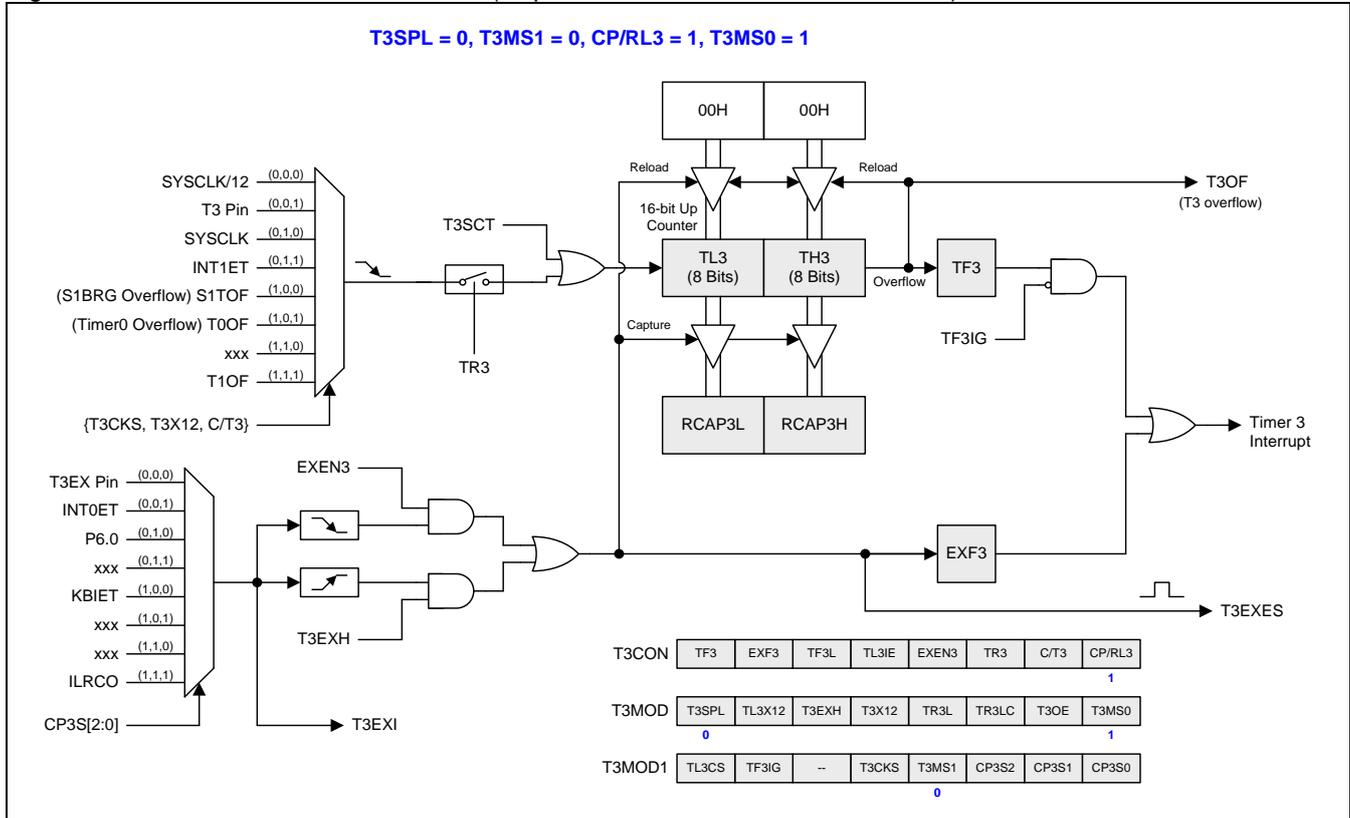 T3SPL = 0, T3MS1 = 0, CP/RL3 = 1, T3MS0 = 1
00H 00H
Reload Reload
SYSCLK/12 (0,0,0)
T3OF
(T3 overflow)
T3 Pin (0,0,1)
16-bit Up
Counter
T3SCT
SYSCLK (0,1,0)
INT1ET (0,1,1)
TL3
(8 Bits)
TH3
(8 Bits)
Overflow
TF3
(S1BRG Overflow) S1TOF (1,0,0)
(Timer0 Overflow) T0OF (1,0,1)
Capture
TF3IG
xxx (1,1,0)
TR3
T1OF (1,1,1)
{T3CKS, T3X12, C/T3}
RCAP3L RCAP3H
Timer 3
Interrupt
EXEN3
T3EX Pin (0,0,0)
INT0ET (0,0,1)
P6.0 (0,1,0)
xxx (0,1,1)
EXF3
KBIET (1,0,0)
xxx (1,0,1)
T3EXES
T3EXH
xxx (1,1,0)
ILRCO (1,1,1)
CP3S[2:0]
T3EXI
T3CON TF3 EXF3 TF3L TL3IE EXEN3 TR3 C/T3 CP/RL3
1
T3MOD T3SPL TL3X12 T3EXH T3X12 TR3L TR3LC T3OE T3MS0
0 1
T3MOD1 TL3CS TF3IG -- T3CKS T3MS1 CP3S2 CP3S1 CP3S0
0